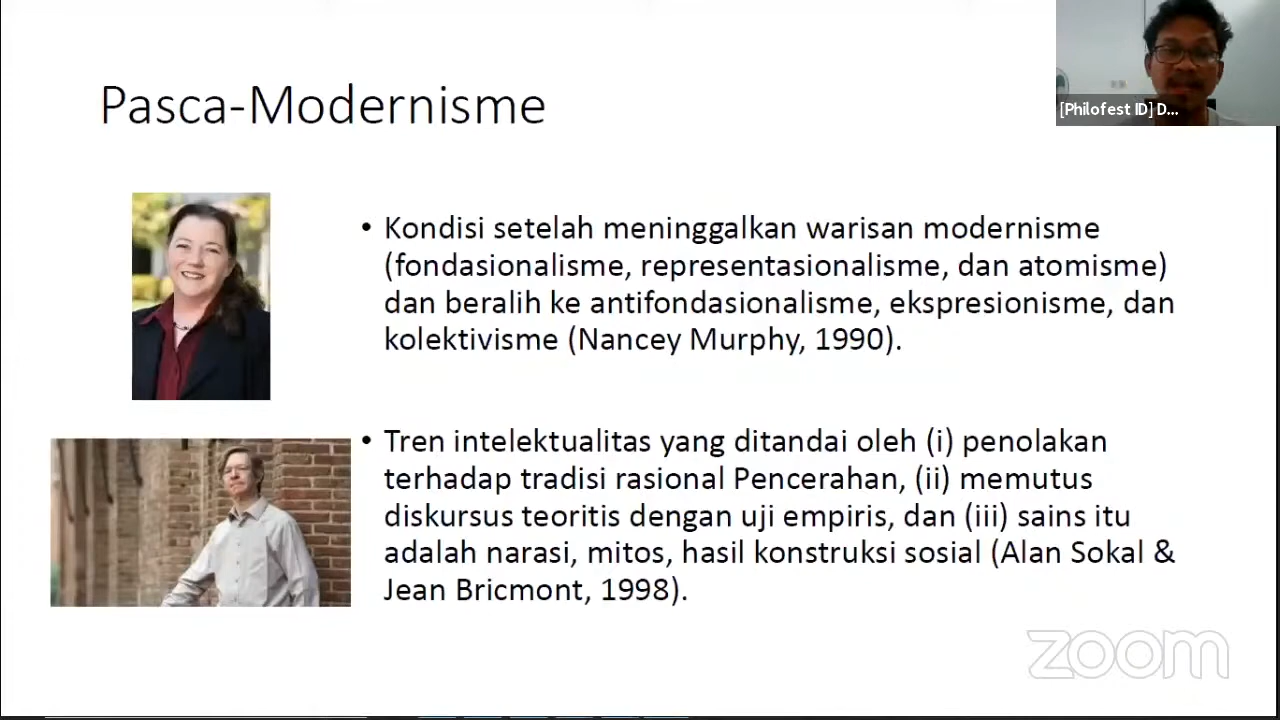 Pasca-Modernisme
[Philofest ID] D...
• Kondisi setelah meninggalkan warisan modernisme
(fondasionalisme, representasionalisme, dan atomisme)
dan beralih ke antifondasionalisme, ekspresionisme, dan
kolektivisme (Nancey Murphy, 1990).
• Tren intelektualitas yang ditandai oleh (i) penolakan
terhadap tradisi rasional Pencerahan, (ii) memutus
diskursus teoritis dengan uji empiris, dan (iii) sains itu
adalah narasi, mitos, hasil konstruksi sosial (Alan Sokal &
Jean Bricmont, 1998).
zoom